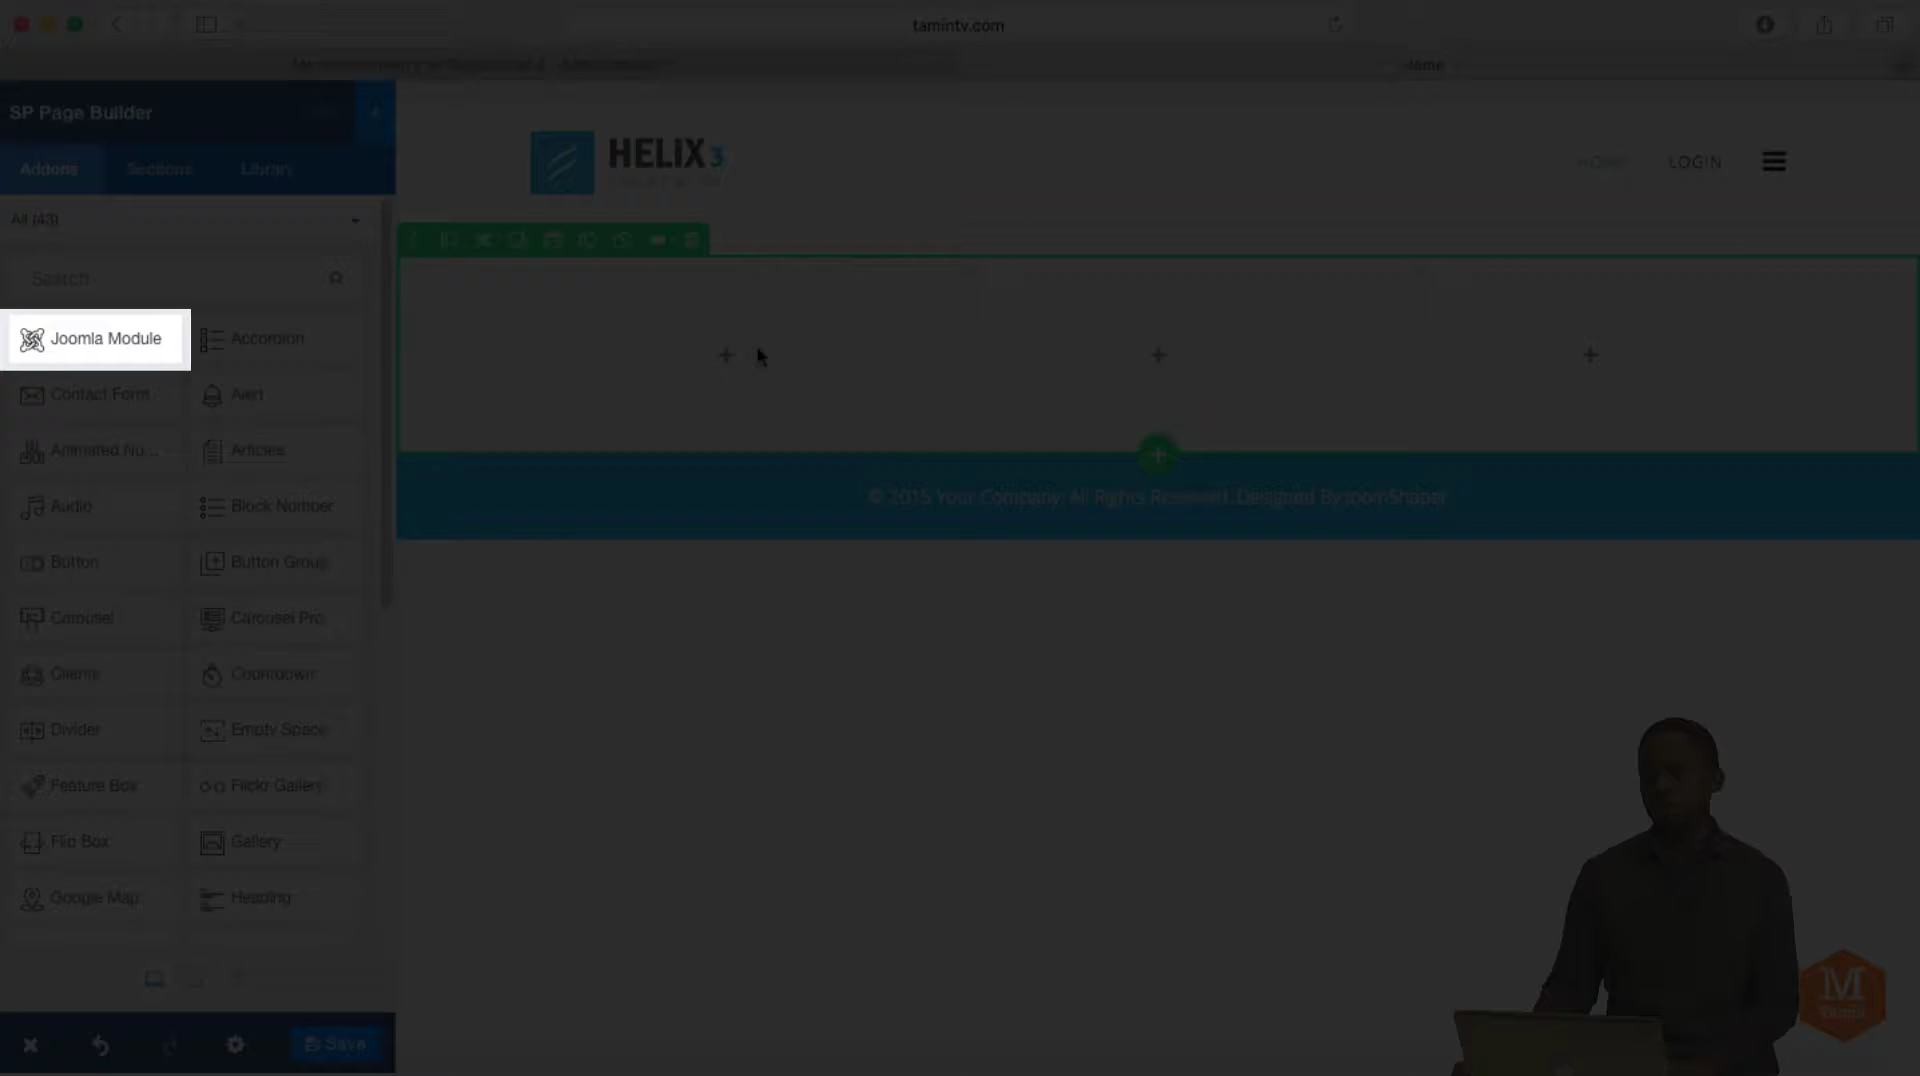 tamintv.com
Home
SP Page Builder
Addons
Sections
Library
HELIX 3
HOME
LOGIN
All (43)
Search
Joomla Module
Accordion
Contact Form
Alert
Animated Nu...
Articles
Audio
Block Number
Button
Button Group
Carousel
Carousel Pro
Clients
Countdown
Divider
Empty Space
Feature Box
Flickr Gallery
Flip Box
Gallery
Google Map
Heading
© 2015 Your Company. All Rights Reserved. Designed By JoomShaper
Save
M
Tamin